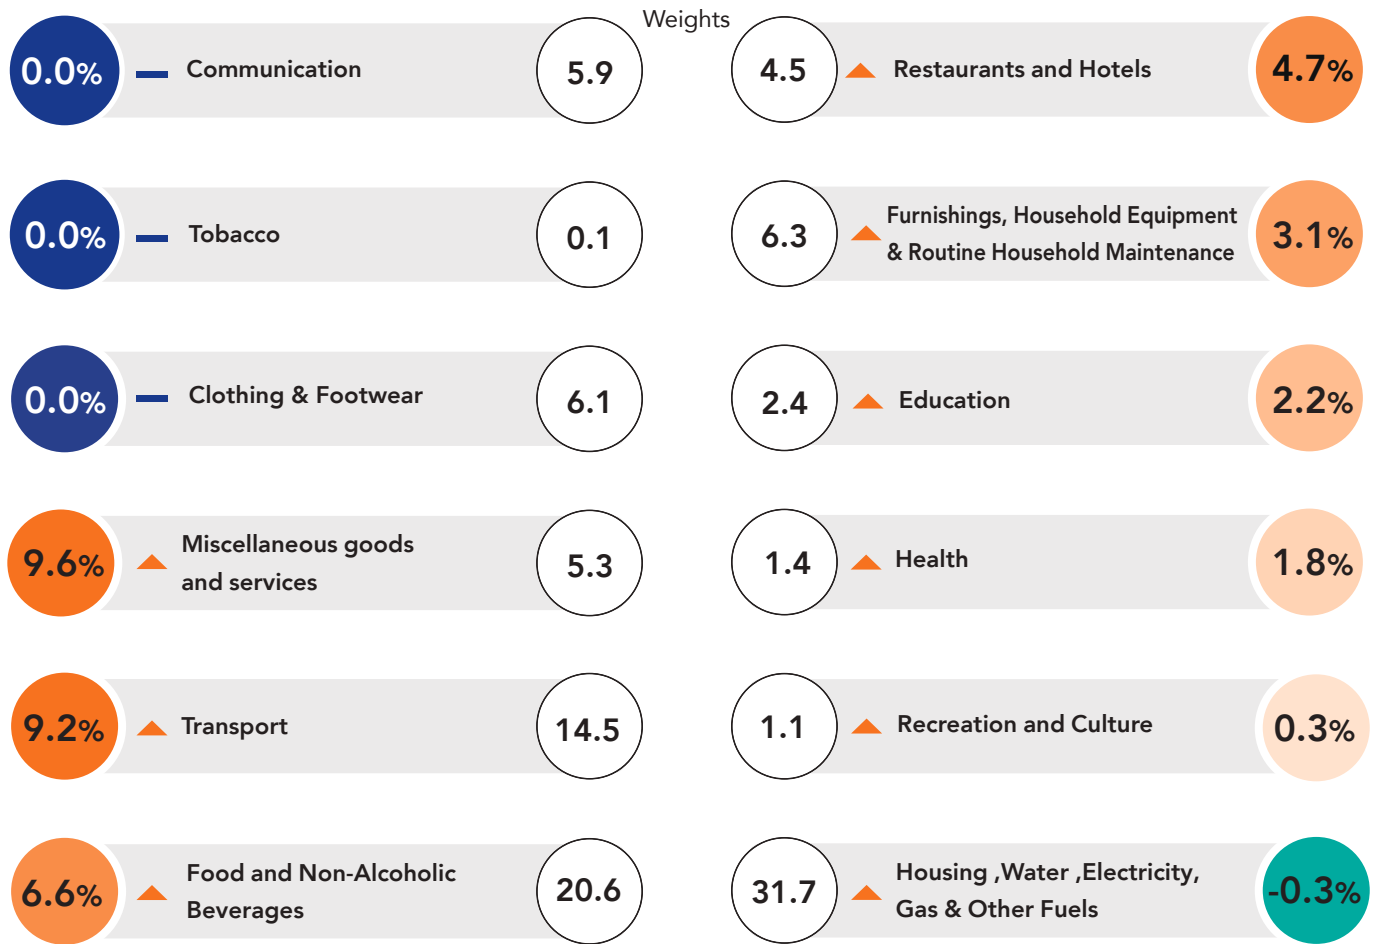 Weights
0.0% Communication 5.9
0.0% Tobacco 0.1
0.0% Clothing & Footwear 6.1
9.6% Miscellaneous goods
and services 5.3
9.2% Transport 14.5
6.6% Food and Non-Alcoholic
Beverages 20.6
4.5 Restaurants and Hotels 4.7%
6.3 Furnishings, Household Equipment
& Routine Household Maintenance 3.1%
2.4 Education 2.2%
1.4 Health 1.8%
1.1 Recreation and Culture 0.3%
31.7 Housing ,Water ,Electricity,
Gas & Other Fuels -0.3%